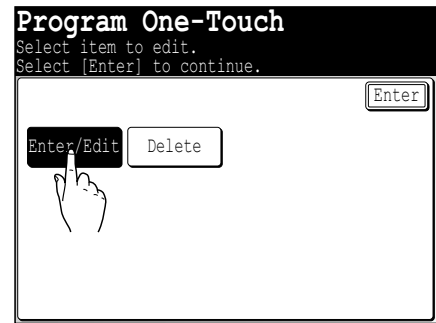 Program One-Touch
Select item to edit.
Select [Enter] to continue.
Enter
Enter/Edit Delete